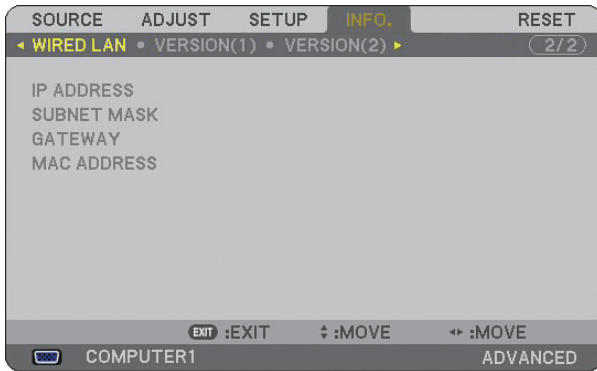 SOURCE ADJUST SETUP INFO. RESET
◂ WIRED LAN • VERSION(1) • VERSION(2) ▸ 2/2
IP ADDRESS
SUBNET MASK
GATEWAY
MAC ADDRESS
EXIT :EXIT :MOVE :MOVE
COMPUTER1 ADVANCED